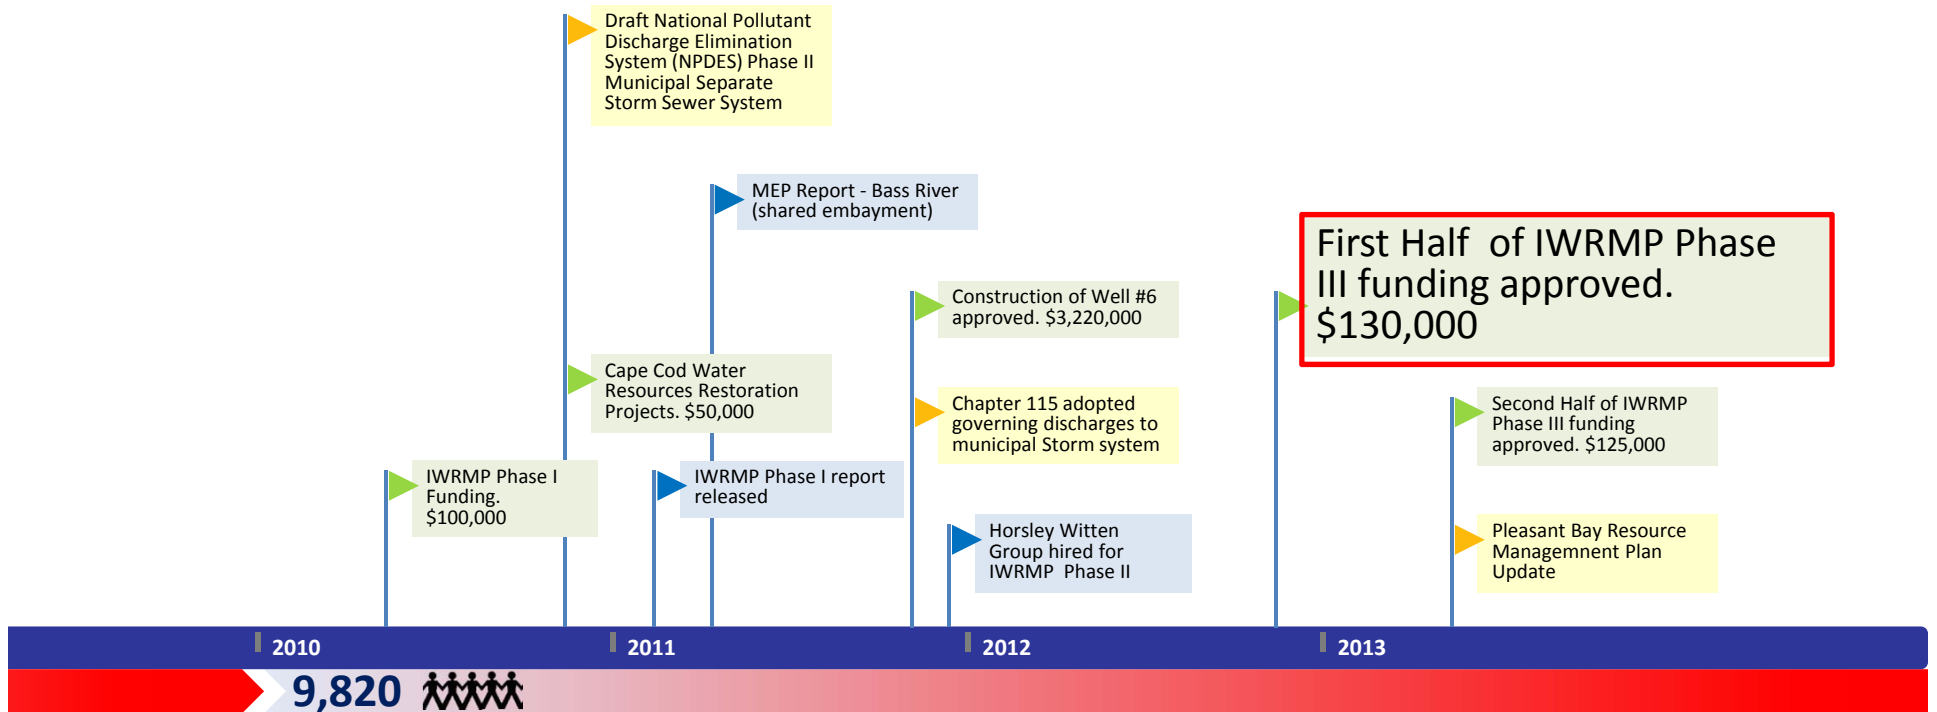 Draft National Pollutant
Discharge Elimination
System (NPDES) Phase II
Municipal Separate
Storm Sewer System
MEP Report - Bass River
(shared embayment)
First Half  of IWRMP Phase
III funding approved.
$130,000
Construction of Well #6
approved. $3,220,000
Cape Cod Water
Resources Restoration
Projects. $50,000
Chapter 115 adopted
governing discharges to
municipal Storm system
Second Half of IWRMP
Phase III funding
approved. $125,000
IWRMP Phase I
Funding.
$100,000
IWRMP Phase I report
released
Horsley Witten
Group hired for
IWRMP  Phase II
Pleasant Bay Resource
Managemnent Plan
Update
2010
2011
2012
2013
9,820